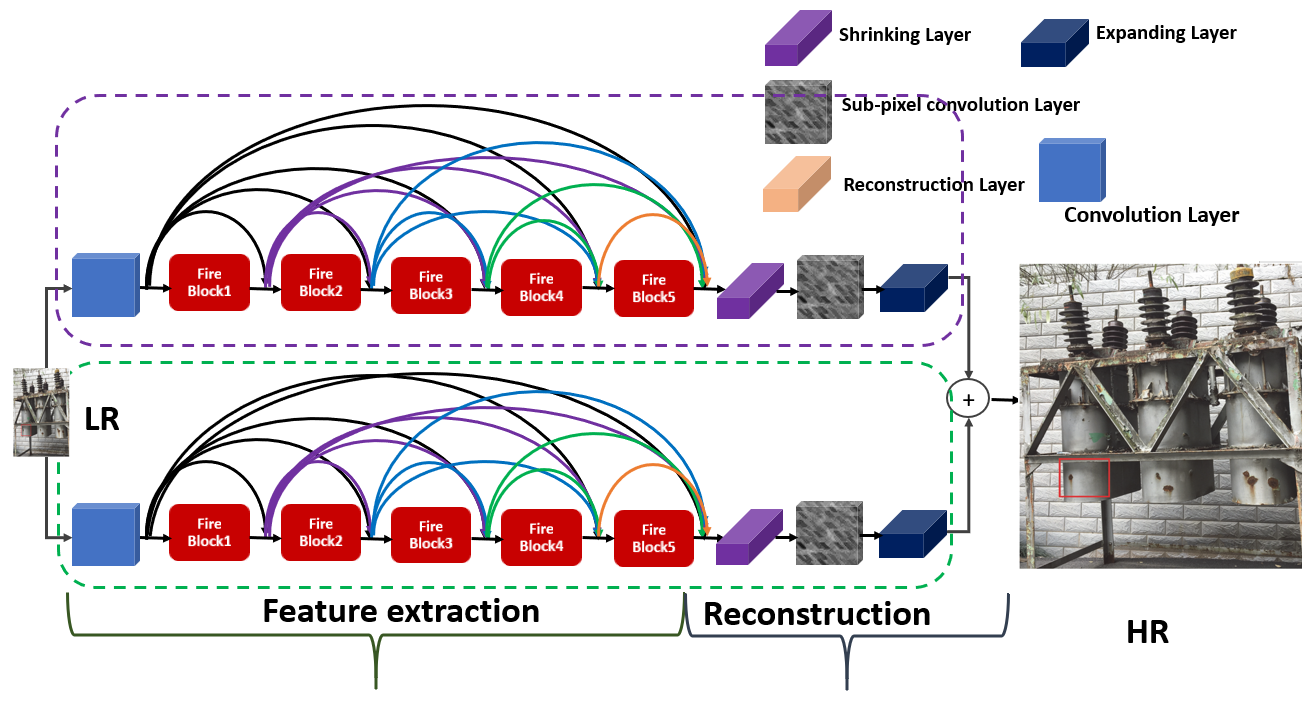 Shrinking Layer
Expanding Layer
Sub-pixel convolution Layer
Reconstruction Layer
Convolution Layer
Fire
Block1
Fire
Block2
Fire
Block3
Fire
Block4
Fire
Block5
LR
+
Fire
Block1
Fire
Block2
Fire
Block3
Fire
Block4
Fire
Block5
Feature extraction
Reconstruction
HR